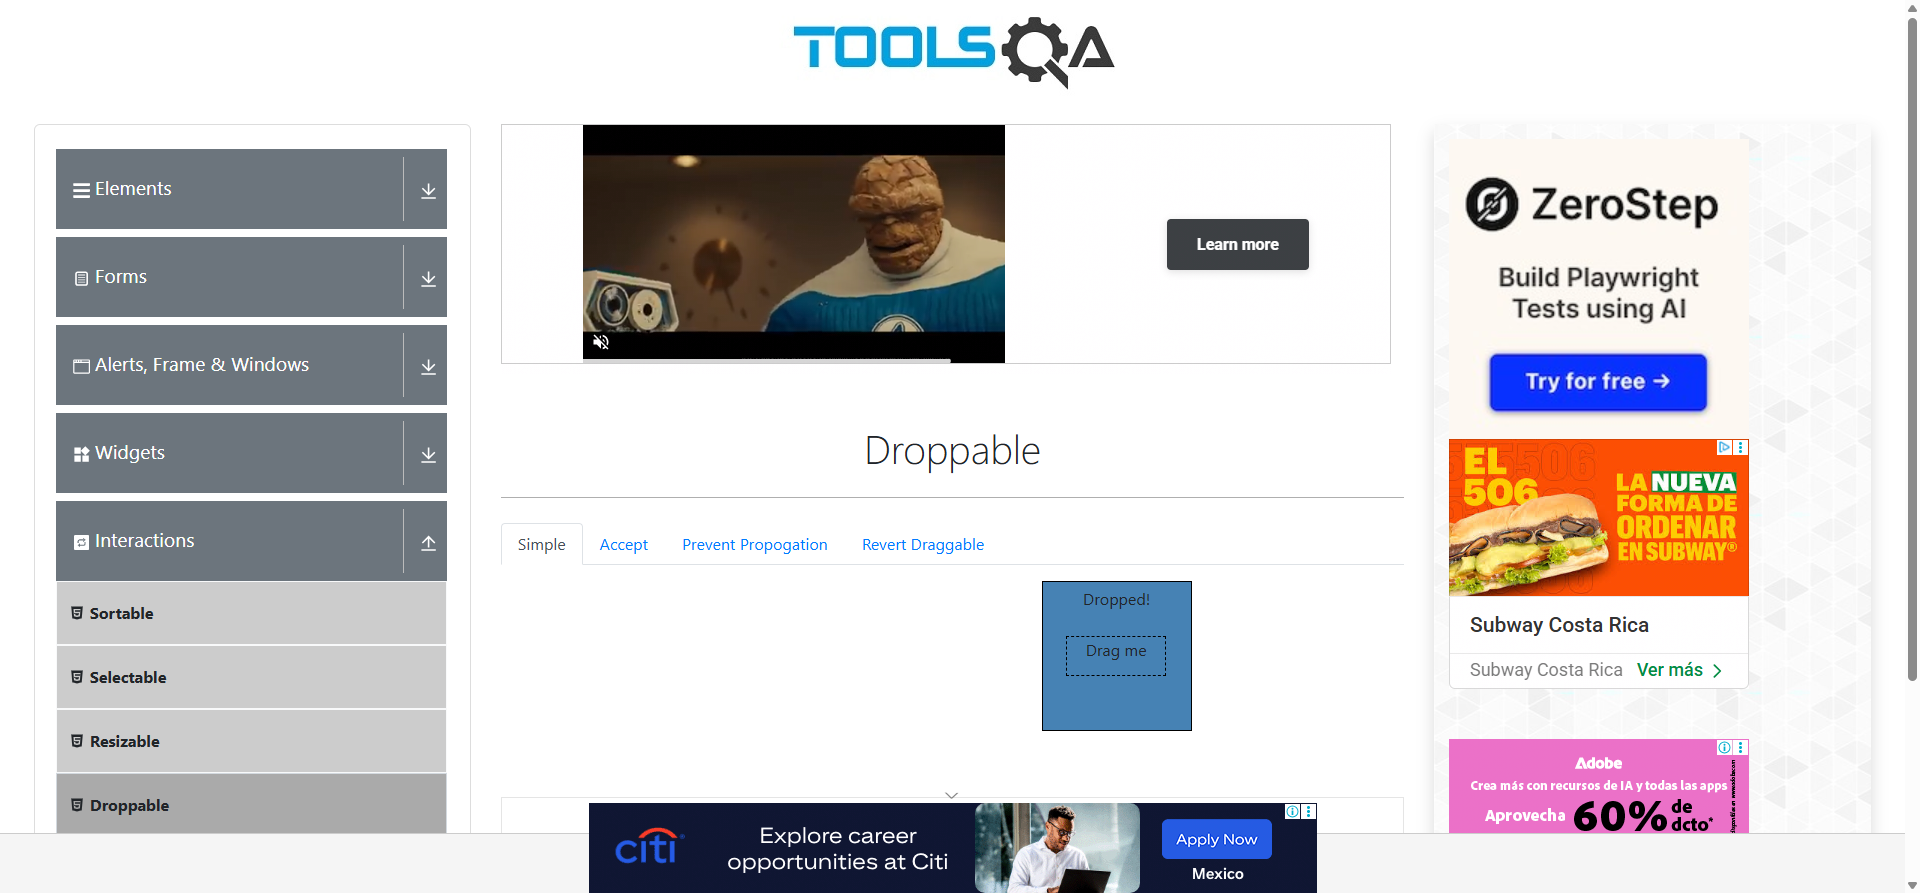 TOOLSQA
Elements
Forms
Alerts, Frame & Windows
Widgets
Interactions
Sortable
Selectable
Resizable
Droppable
Learn more
Droppable
Simple
Accept
Prevent Propogation
Revert Draggable
Dropped!
Drag me
ZeroStep
Build Playwright
Tests using AI
Try for free →
EL
506
LA NUEVA
FORMA DE
ORDENAR
EN SUBWAY®
Subway Costa Rica
Subway Costa Rica
Ver más
Adobe
Crea más con recursos de IA y todas las apps
Aprovecha 60% de dcto*
citi
Explore career
opportunities at Citi
Apply Now
Mexico